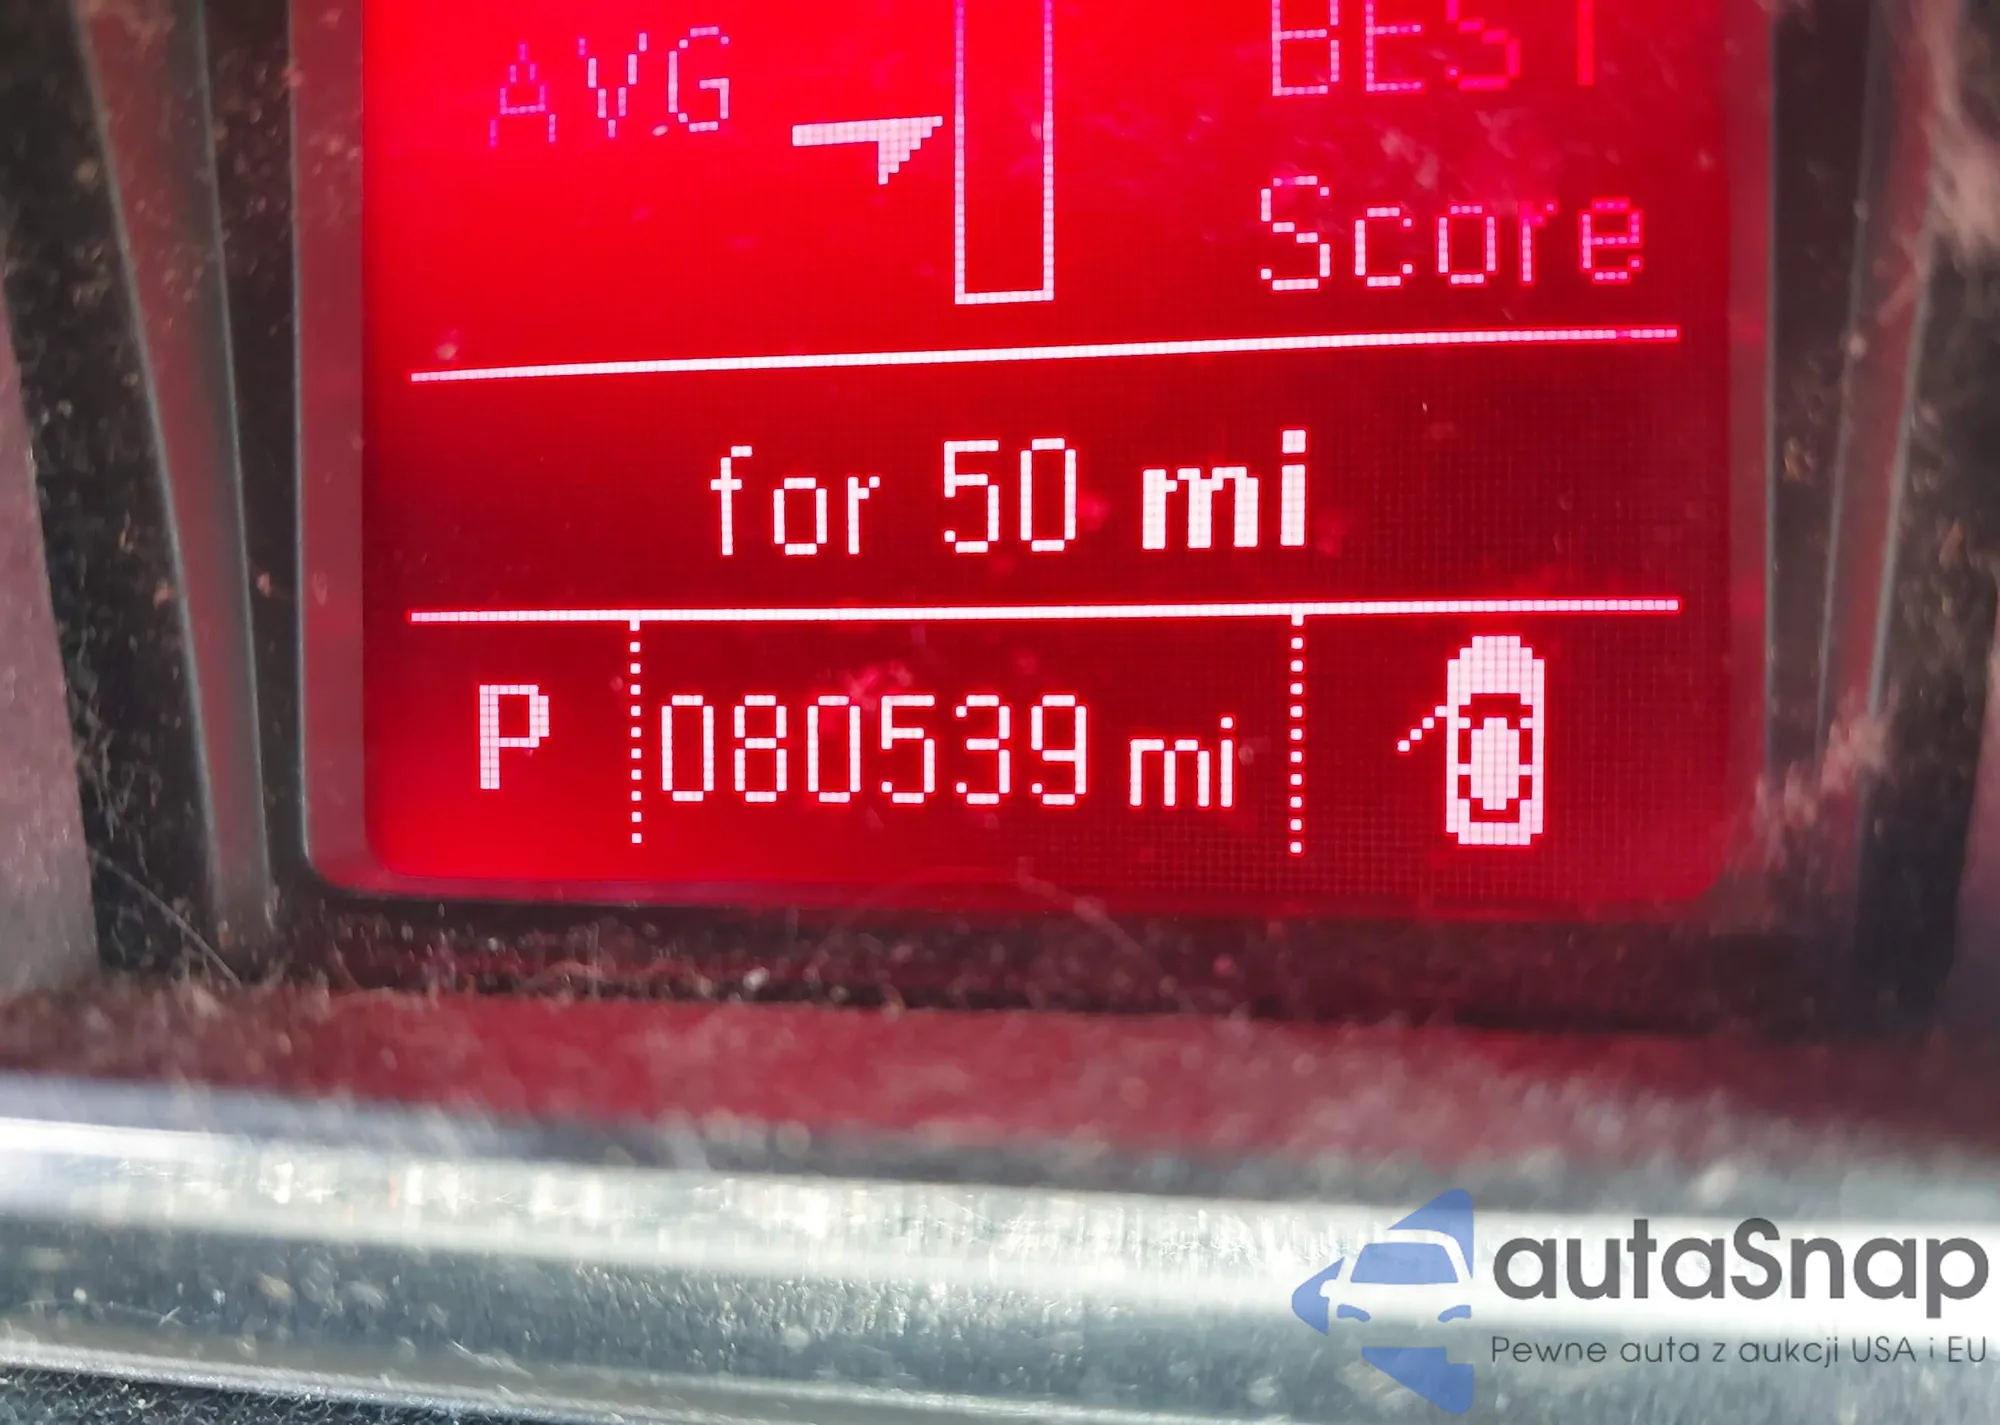 AVG
BEST
Score
for 50 mi
P 080539 mi
autaSnap
Pewne auta z aukcji USA i EU